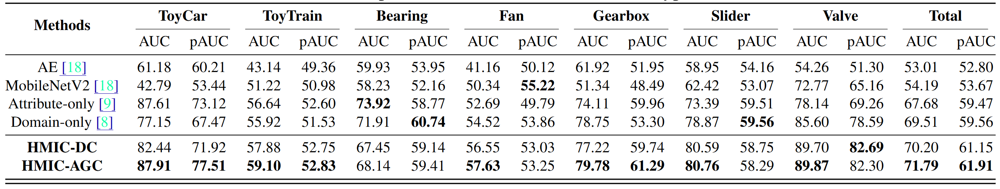 Methods ToyCar ToyTrain Bearing Fan Gearbox Slider Valve Total
AUC pAUC AUC pAUC AUC pAUC AUC pAUC AUC pAUC AUC pAUC AUC pAUC AUC pAUC
AE [18] 61.18 60.21 43.14 49.36 59.93 53.95 41.16 50.12 61.92 51.95 58.95 54.16 54.26 51.30 53.01 52.80
MobileNetV2 [18] 42.79 53.44 51.22 50.98 58.23 52.16 50.34 55.22 51.34 48.49 62.42 53.07 72.77 65.16 54.19 53.67
Attribute-only [9] 87.61 73.12 56.64 52.60 73.92 58.77 52.69 49.79 74.11 59.96 73.39 59.51 78.14 69.26 67.68 59.47
Domain-only [8] 77.15 67.47 55.92 51.53 71.91 60.74 54.52 53.86 78.75 53.30 78.87 59.56 85.60 78.59 69.51 59.56
HMIC-DC 82.44 71.92 57.88 52.75 67.45 59.14 56.55 53.03 77.22 59.74 80.59 58.75 89.70 82.69 70.20 61.15
HMIC-AGC 87.91 77.51 59.10 52.83 68.14 59.41 57.63 53.25 79.78 61.29 80.76 58.29 89.87 82.30 71.79 61.91